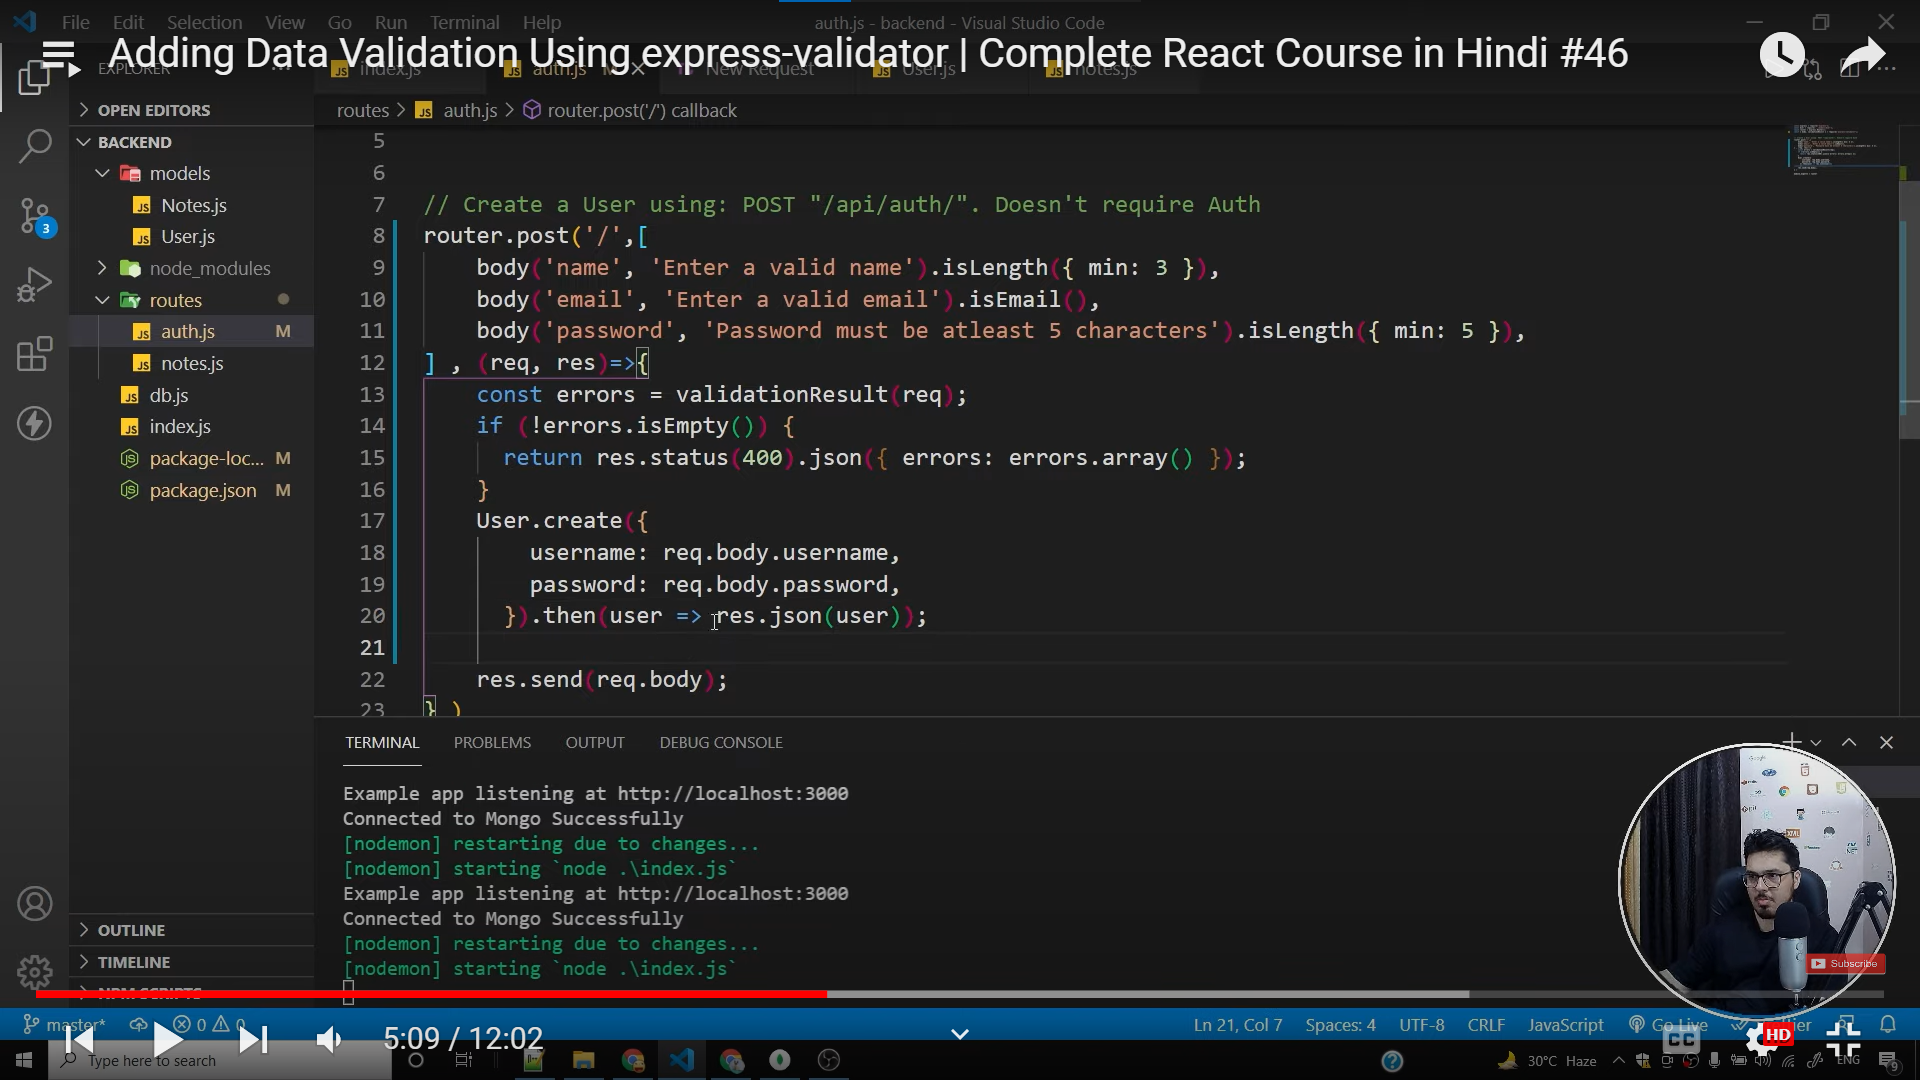 File Edit Selection View Go Run Terminal Help
auth.js - backend - Visual Studio Code
Adding Data Validation Using express-validator | Complete React Course in Hindi #46
EXPLORER
index.js
auth.js
New Request
User.js
notes.js
OPEN EDITORS
routes > JS auth.js > router.post('/') callback
BACKEND
models
JS Notes.js
JS User.js
node_modules
routes
JS auth.js M
JS notes.js
JS db.js
JS index.js
package-loc... M
package.json M
3
5
6
7 // Create a User using: POST "/api/auth/". Doesn't require Auth
8 router.post('/',[
9 body('name', 'Enter a valid name').isLength({ min: 3 }),
10 body('email', 'Enter a valid email').isEmail(),
11 body('password', 'Password must be atleast 5 characters').isLength({ min: 5 }),
12 ] , (req, res)=>{
13 const errors = validationResult(req);
14 if (!errors.isEmpty()) {
15 return res.status(400).json({ errors: errors.array() });
16 }
17 User.create({
18 username: req.body.username,
19 password: req.body.password,
20 }).then(user => res.json(user));
21
22 res.send(req.body);
23 } )
TERMINAL PROBLEMS OUTPUT DEBUG CONSOLE
Example app listening at http://localhost:3000
Connected to Mongo Successfully
[nodemon] restarting due to changes...
[nodemon] starting `node .\index.js`
Example app listening at http://localhost:3000
Connected to Mongo Successfully
[nodemon] restarting due to changes...
[nodemon] starting `node .\index.js`
OUTLINE
TIMELINE
NPM SCRIPTS
Subscribe
master* 0 0
5:09 / 12:02
Ln 21, Col 7 Spaces: 4 UTF-8 CRLF JavaScript Go Live
CC
HD
Type here to search
30°C Haze
ENG
9